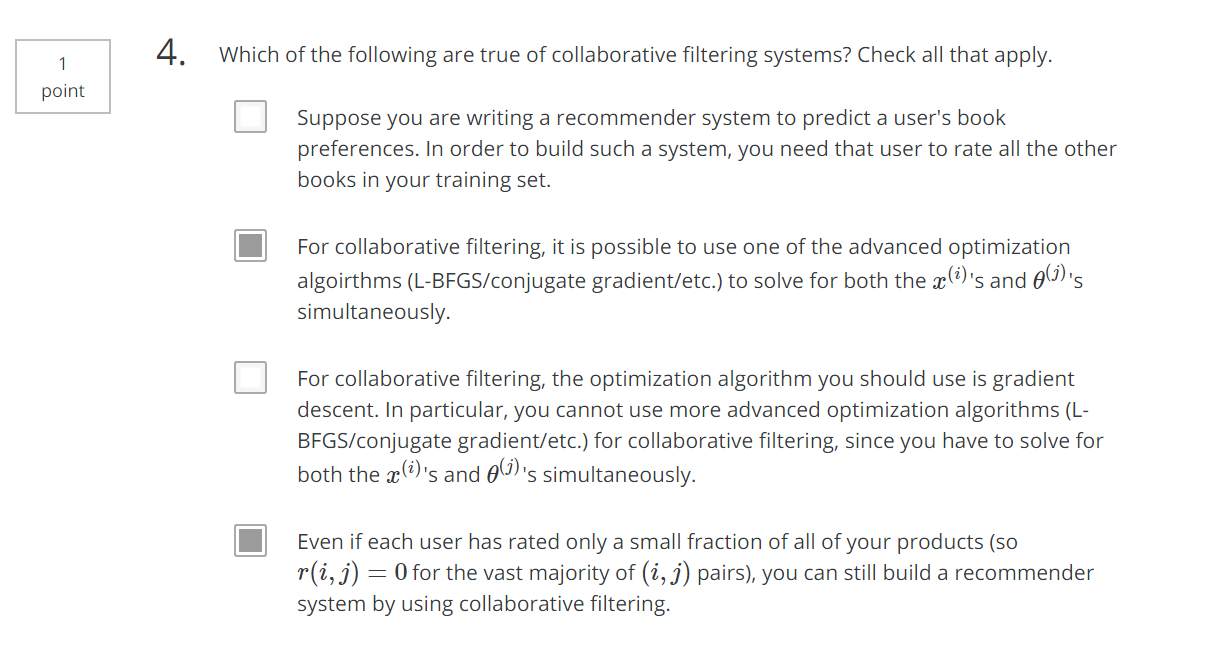 1
point
4. Which of the following are true of collaborative filtering systems? Check all that apply.
Suppose you are writing a recommender system to predict a user's book
preferences. In order to build such a system, you need that user to rate all the other
books in your training set.
For collaborative filtering, it is possible to use one of the advanced optimization
algoirthms (L-BFGS/conjugate gradient/etc.) to solve for both the x^(i)'s and θ^(j)'s
simultaneously.
For collaborative filtering, the optimization algorithm you should use is gradient
descent. In particular, you cannot use more advanced optimization algorithms (L-
BFGS/conjugate gradient/etc.) for collaborative filtering, since you have to solve for
both the x^(i)'s and θ^(j)'s simultaneously.
Even if each user has rated only a small fraction of all of your products (so
r(i, j) = 0 for the vast majority of (i, j) pairs), you can still build a recommender
system by using collaborative filtering.